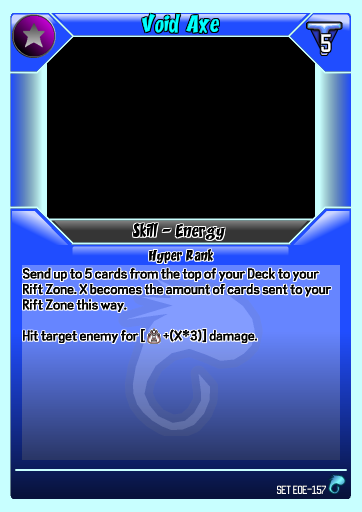 Void Axe
5
Skill - Energy
Hyper Rank
Send up to 5 cards from the top of your Deck to your
Rift Zone. X becomes the amount of cards sent to your
Rift Zone this way.
Hit target enemy for [ +(X*3)] damage.
SET EOE-157